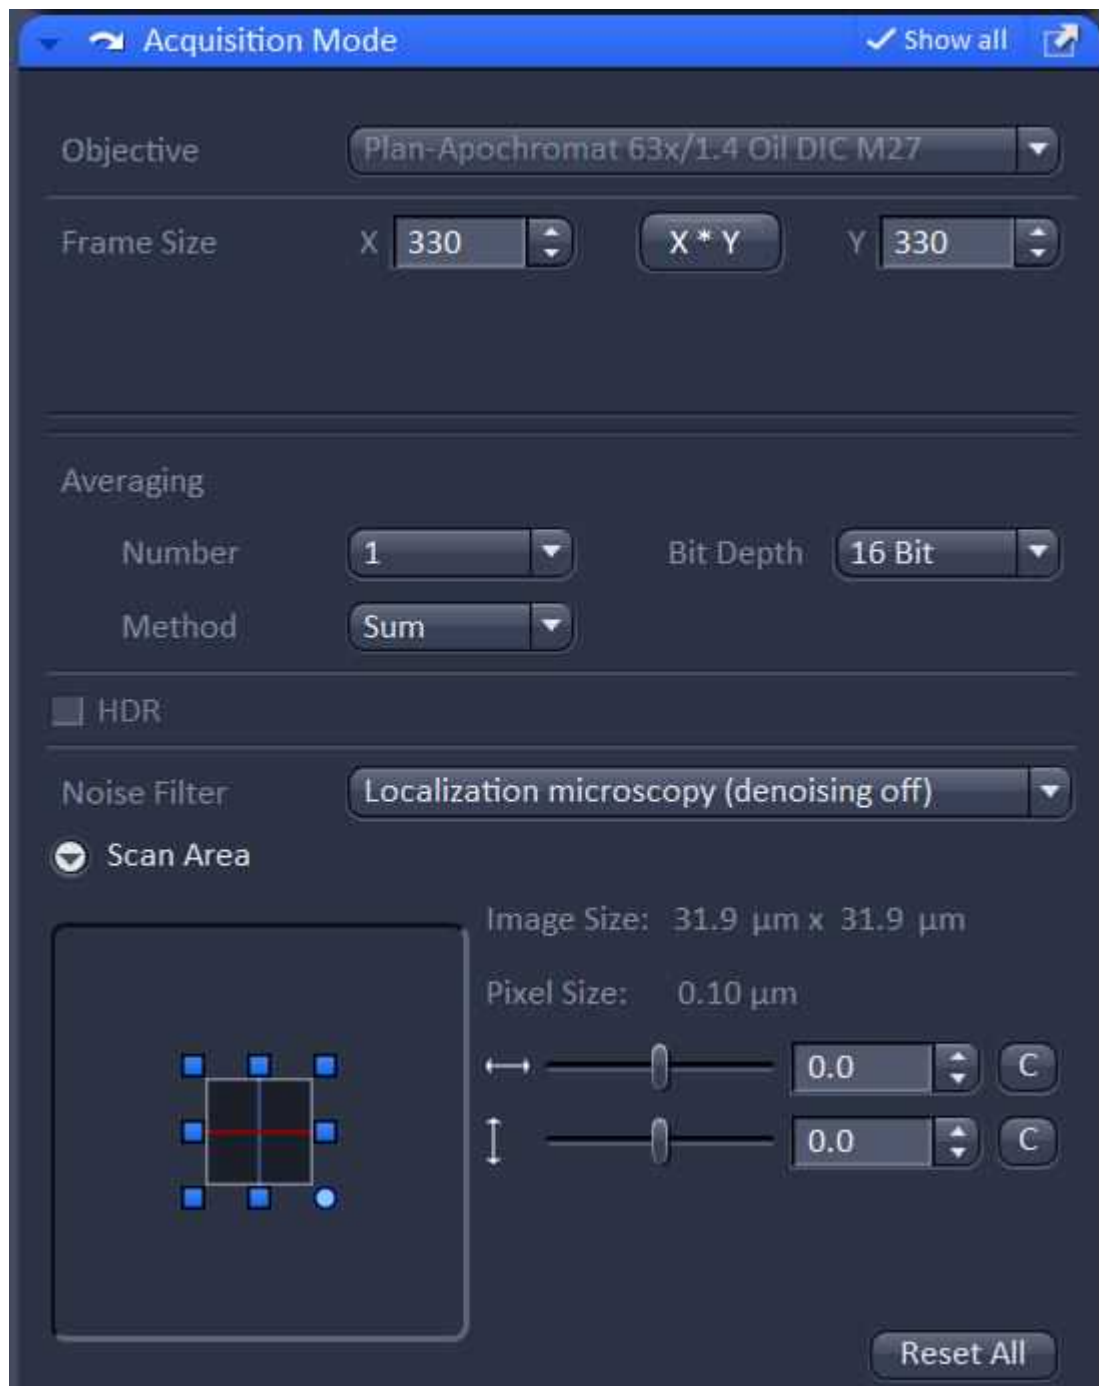 Acquisition Mode Show all
Objective Plan-Apochromat 63x/1.4 Oil DIC M27
Frame Size X 330 X * Y Y 330
Averaging
Number 1 Bit Depth 16 Bit
Method Sum
HDR
Noise Filter Localization microscopy (denoising off)
Scan Area
Image Size: 31.9 µm x 31.9 µm
Pixel Size: 0.10 µm
0.0 C
0.0 C
Reset All